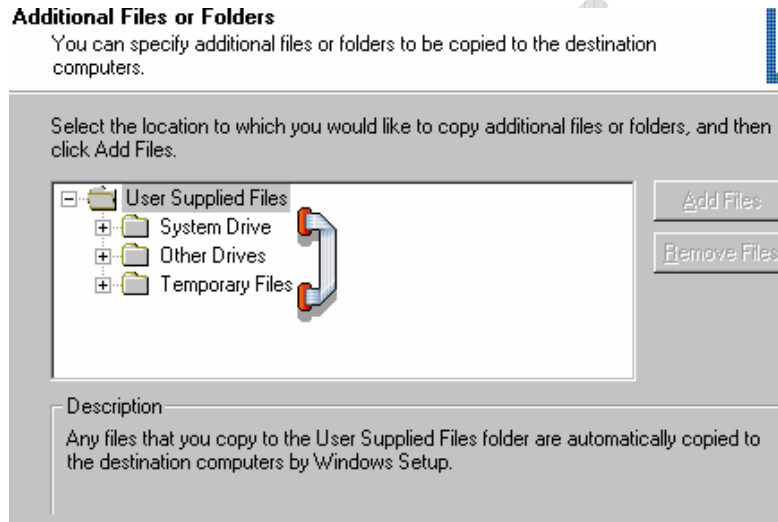 Additional Files or Folders
You can specify additional files or folders to be copied to the destination
computers.
Select the location to which you would like to copy additional files or folders, and then
click Add Files.
User Supplied Files
System Drive
Other Drives
Temporary Files
Add Files
Remove Files
Description
Any files that you copy to the User Supplied Files folder are automatically copied to
the destination computers by Windows Setup.